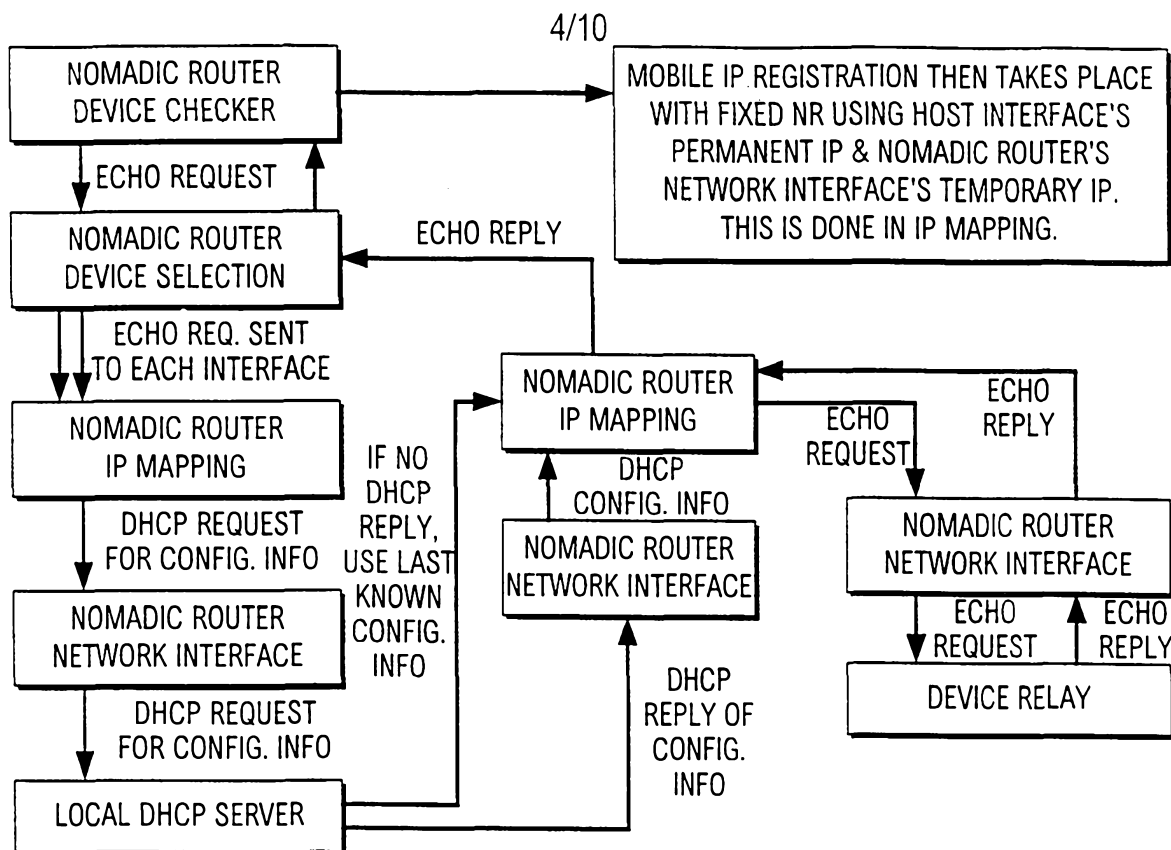 4/10
NOMADIC ROUTER
DEVICE CHECKER
MOBILE IP REGISTRATION THEN TAKES PLACE
WITH FIXED NR USING HOST INTERFACE'S
PERMANENT IP & NOMADIC ROUTER'S
NETWORK INTERFACE'S TEMPORARY IP.
THIS IS DONE IN IP MAPPING.
ECHO REQUEST
NOMADIC ROUTER
DEVICE SELECTION
ECHO REPLY
ECHO REQ. SENT
TO EACH INTERFACE
NOMADIC ROUTER
IP MAPPING
NOMADIC ROUTER
IP MAPPING
ECHO
REPLY
ECHO
REQUEST
IF NO
DHCP
REPLY,
USE LAST
KNOWN
CONFIG.
INFO
DHCP
CONFIG. INFO
DHCP REQUEST
FOR CONFIG. INFO
NOMADIC ROUTER
NETWORK INTERFACE
NOMADIC ROUTER
NETWORK INTERFACE
NOMADIC ROUTER
NETWORK INTERFACE
ECHO
REQUEST
ECHO
REPLY
DHCP REQUEST
FOR CONFIG. INFO
DHCP
REPLY OF
CONFIG.
INFO
DEVICE RELAY
LOCAL DHCP SERVER